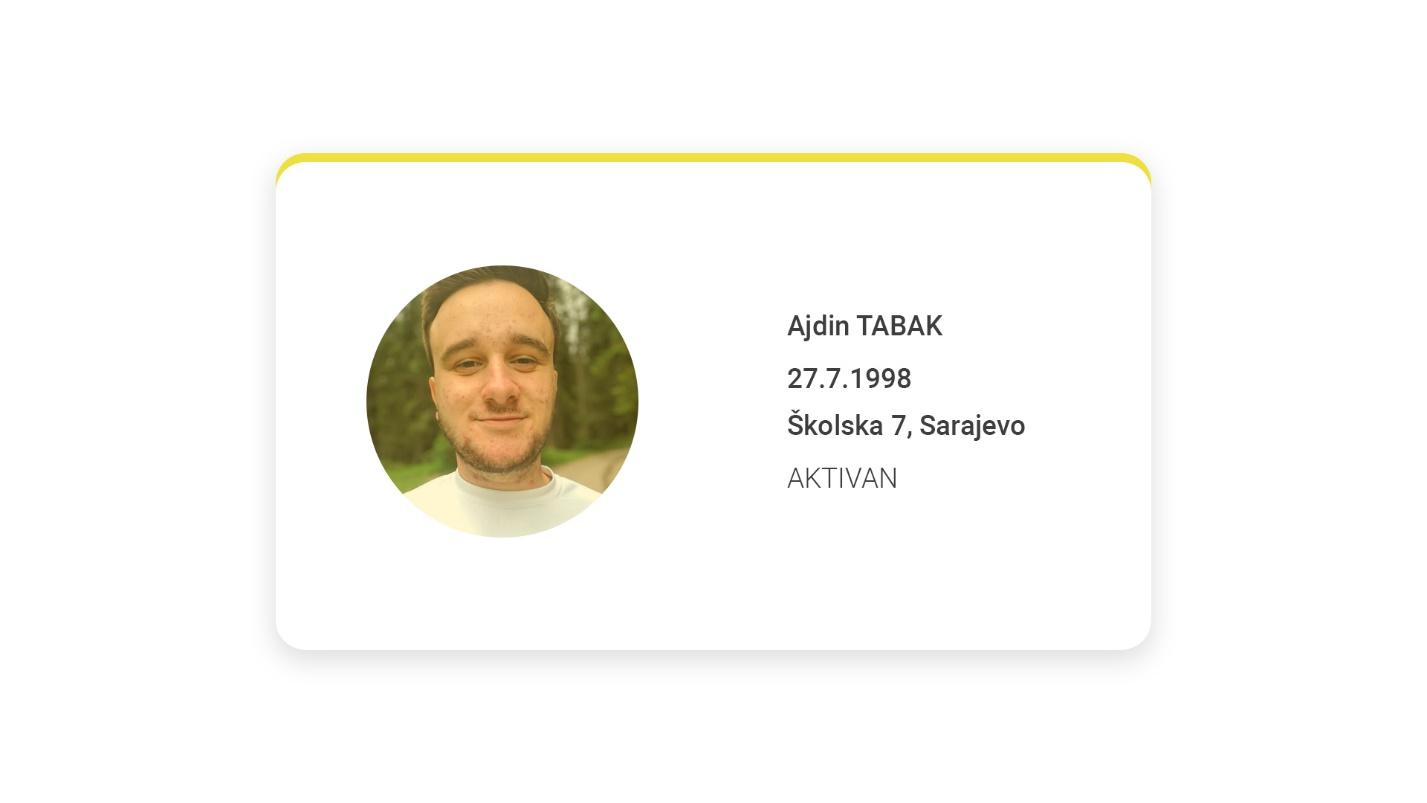 Ajdin TABAK
27.7.1998
Školska 7, Sarajevo
AKTIVAN